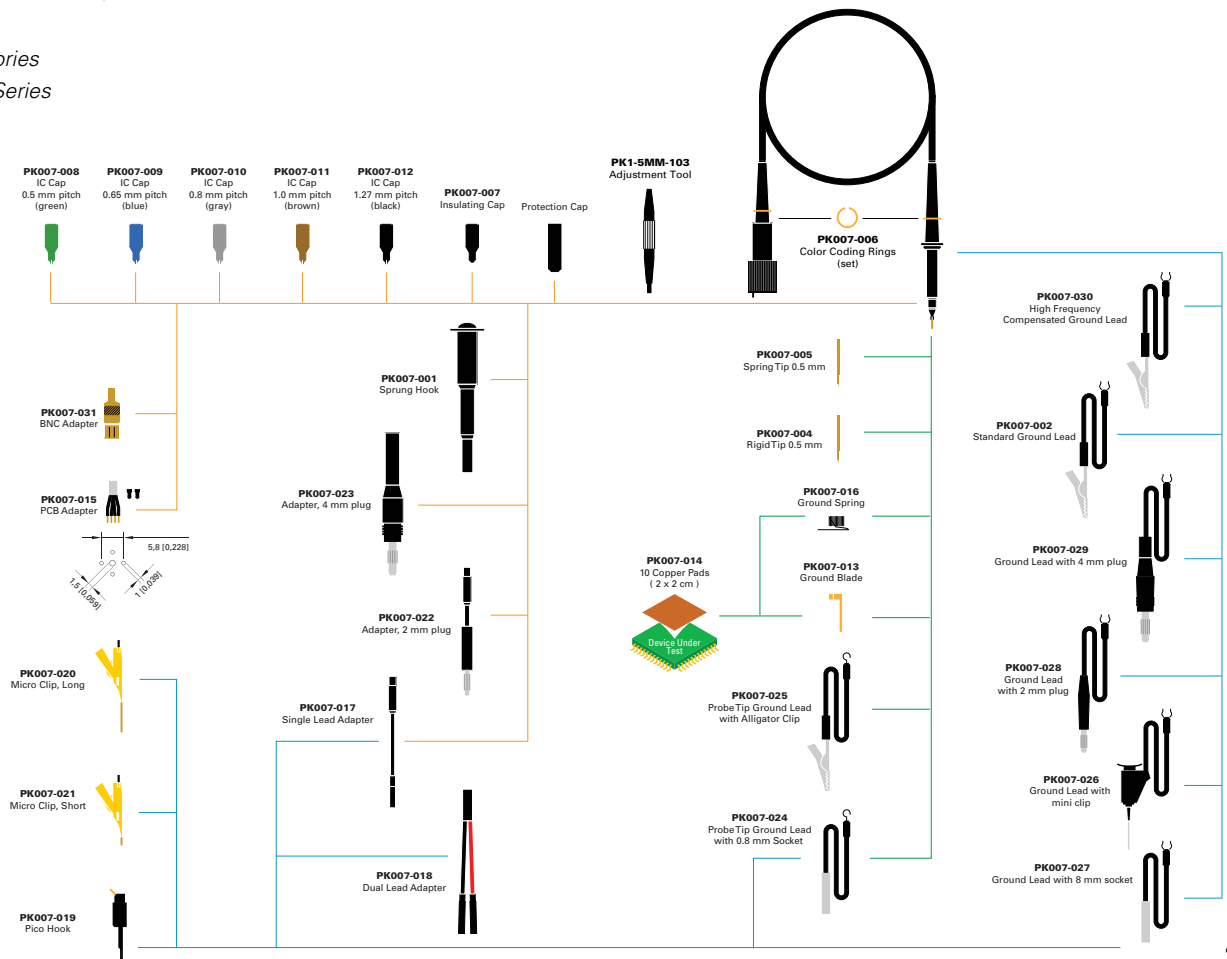 ories
Series
PK007-008
IC Cap
0.5 mm pitch
(green)
PK007-009
IC Cap
0.65 mm pitch
(blue)
PK007-010
IC Cap
0.8 mm pitch
(gray)
PK007-011
IC Cap
1.0 mm pitch
(brown)
PK007-012
IC Cap
1.27 mm pitch
(black)
PK007-007
Insulating Cap
Protection Cap
PK1-5MM-103
Adjustment Tool
PK007-006
Color Coding Rings
(set)
PK007-030
High Frequency
Compensated Ground Lead
PK007-005
Spring Tip 0.5 mm
PK007-001
Sprung Hook
PK007-031
BNC Adapter
PK007-004
Rigid Tip 0.5 mm
PK007-002
Standard Ground Lead
PK007-015
PCB Adapter
5,8 [0,228]
1,5 [0,059]
1 [0,039]
PK007-023
Adapter, 4 mm plug
PK007-016
Ground Spring
PK007-029
Ground Lead with 4 mm plug
PK007-014
10 Copper Pads
( 2 x 2 cm )
Device Under
Test
PK007-013
Ground Blade
PK007-022
Adapter, 2 mm plug
PK007-020
Micro Clip, Long
PK007-017
Single Lead Adapter
PK007-025
Probe Tip Ground Lead
with Alligator Clip
PK007-028
Ground Lead
with 2 mm plug
PK007-021
Micro Clip, Short
PK007-026
Ground Lead with
mini clip
PK007-024
Probe Tip Ground Lead
with 0.8 mm Socket
PK007-018
Dual Lead Adapter
PK007-027
Ground Lead with 8 mm socket
PK007-019
Pico Hook